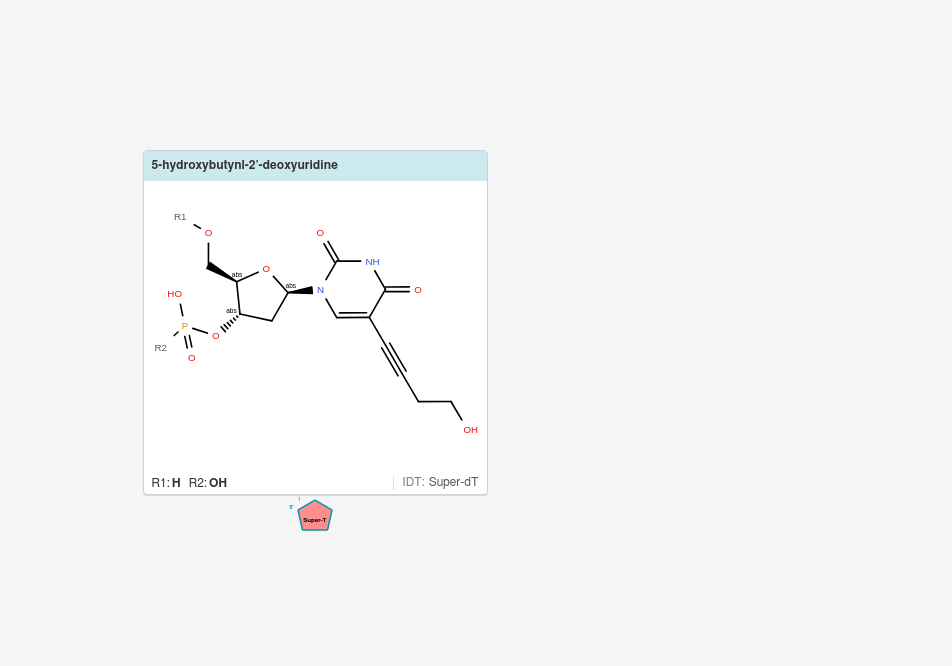 5-hydroxybutynl-2'-deoxyuridine
R1
O
O
HO
P
R2
O
O
O
abs
abs
abs
N
NH
O
OH
R1: H R2: OH
IDT: Super-dT
5'
1
Super-T